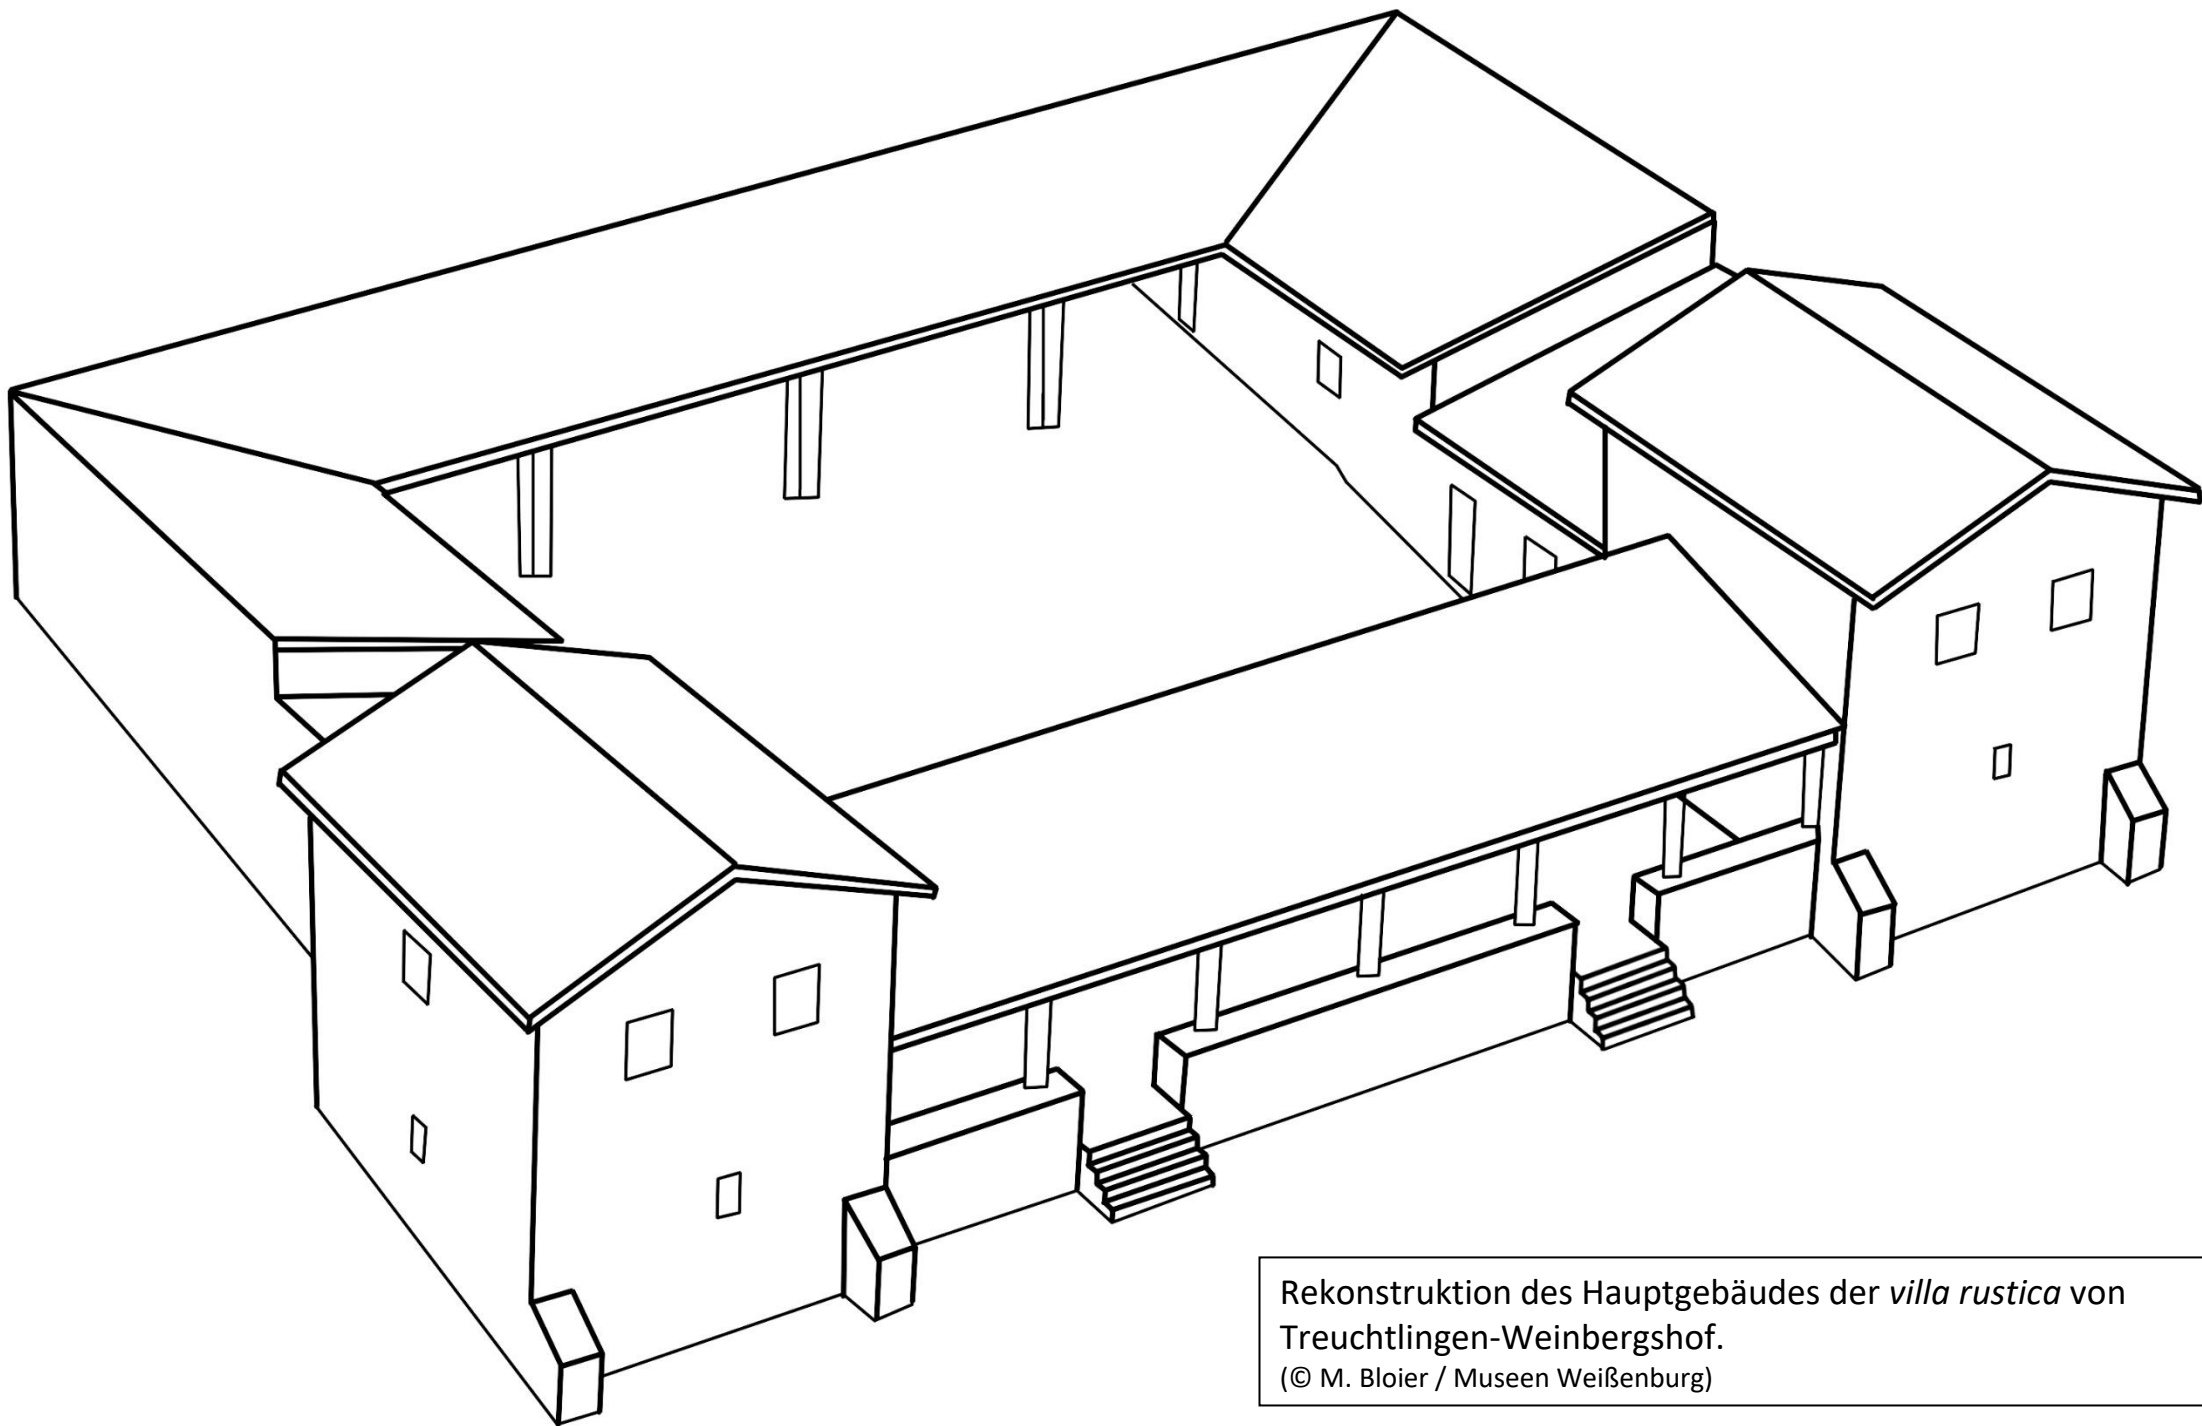 Rekonstruktion des Hauptgebäudes der villa rustica von
Treuchtlingen-Weinbergshof.
(© M. Bloier / Museen Weißenburg)